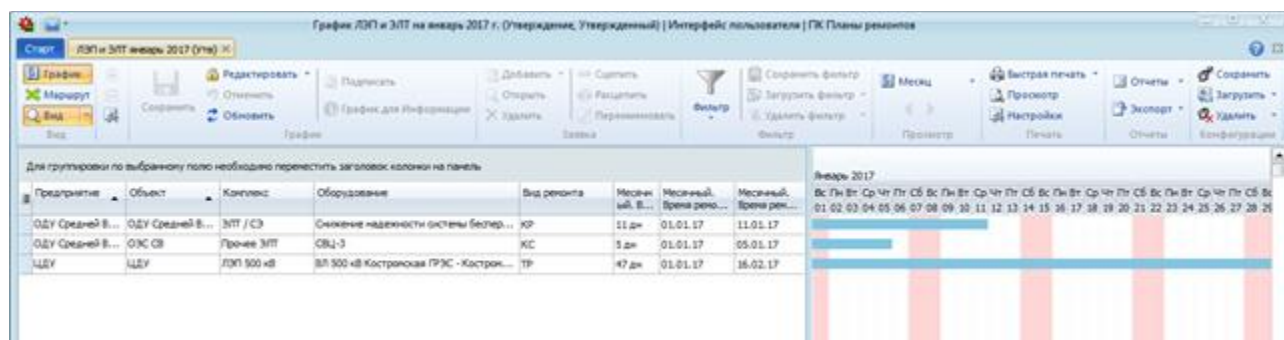 График ЛЭП и ЭЛТ на январь 2017 г. (Утверждение, Утвержденный) | Интерфейс пользователя | ПК Планы ремонтов
Старт ЛЭП и ЭЛТ январь 2017 (Утв)
График Редактировать Подписать Добавить Сцепить Сохранить фильтр Месяц Быстрая печать Отчеты Сохранить
Маршрут Сохранить Отменить Открыть Расцепить Фильтр Загрузить фильтр Просмотр Загрузить
Вид Обновить График для Информации Удалить Переименовать Удалить фильтр Настройки Экспорт Удалить
Вид График Заявка Фильтр Просмотр Печать Отчеты Конфигурации
Для группировки по выбранному полю необходимо переместить заголовок колонки на панель
Январь 2017
Предприятие Объект Комплекс Оборудование Вид ремонта Месячный. В... Месячный. Время ремо... Месячный. Время рем...
Вс Пн Вт Ср Чт Пт Сб Вс Пн Вт Ср Чт Пт Сб Вс Пн Вт Ср Чт Пт Сб Вс Пн Вт Ср Чт Пт Сб Вс
01 02 03 04 05 06 07 08 09 10 11 12 13 14 15 16 17 18 19 20 21 22 23 24 25 26 27 28 29
ОДУ Средней В... ОДУ Средней В... ЭЛТ / СЭ Снижение надежности системы беспер... КР 11 дн 01.01.17 11.01.17
ОДУ Средней В... ОЭС СВ Прочее ЭЛТ СВЦ-3 КС 5 дн 01.01.17 05.01.17
ЦДУ ЦДУ ЛЭП 500 кВ ВЛ 500 кВ Костромская ГРЭС - Костром... ТР 47 дн 01.01.17 16.02.17